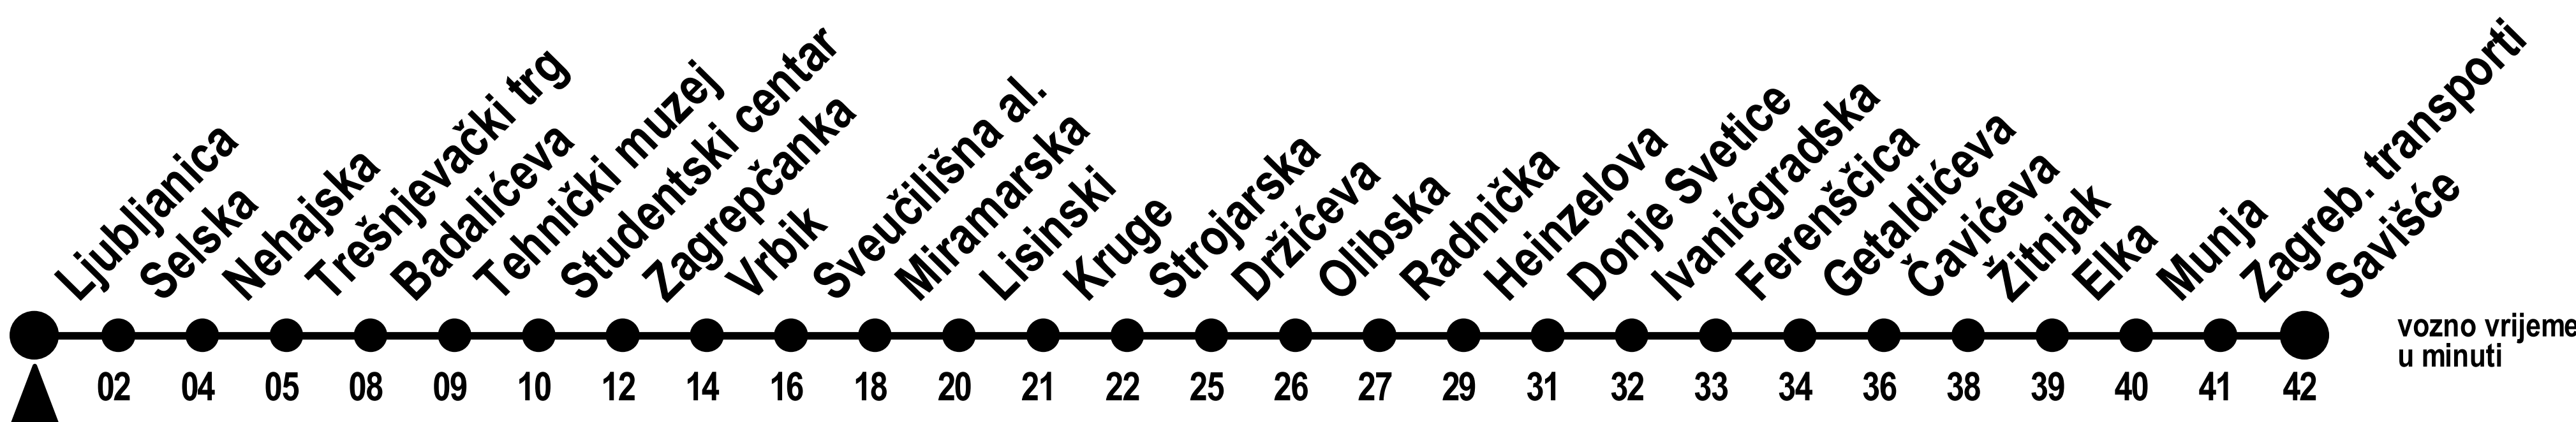 Ljubljanica
Selska
Nehajska
Trešnjevački trg
Badalićeva
Tehnički muzej
Studentski centar
Zagrepčanka
Vrbik
Sveučilišna al.
Miramarska
Lisinski
Kruge
Strojarska
Držićeva
Olibska
Radnička
Heinzelova
Donje Svetice
Ivanićgradska
Ferenščica
Getaldićeva
Čavićeva
Žitnjak
Elka
Munja
Zagreb. transporti
Savišće
02 04 05 08 09 10 12 14 16 18 20 21 22 25 26 27 29 31 32 33 34 36 38 39 40 41 42
vozno vrijeme
u minuti